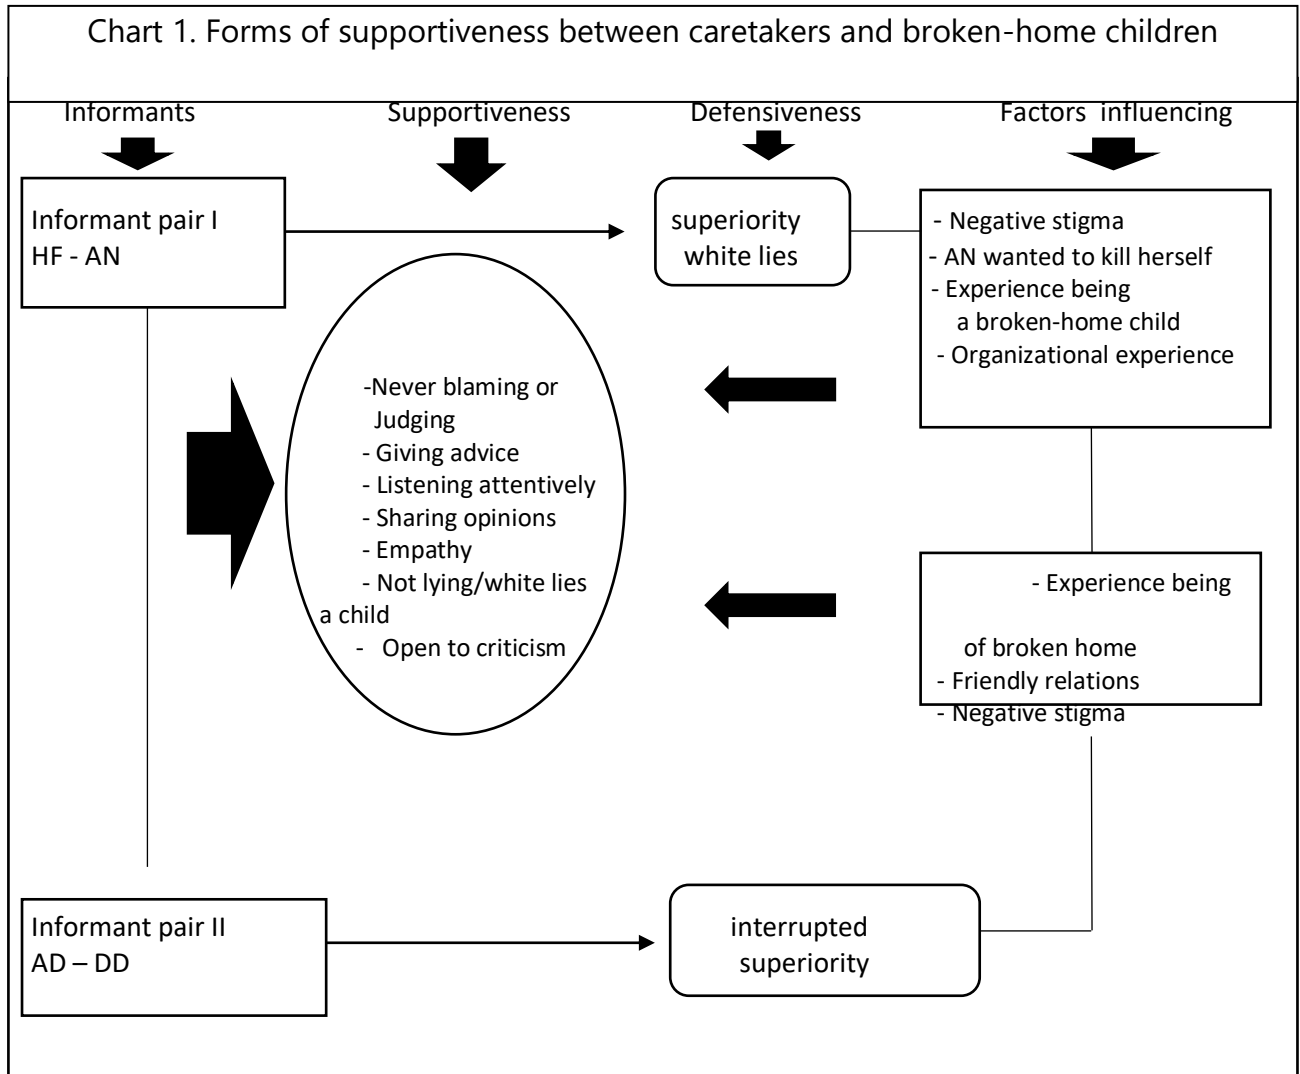 Chart 1. Forms of supportiveness between caretakers and broken-home children
Informants
Supportiveness
Defensiveness
Factors influencing
Informant pair I
HF - AN
superiority
white lies
- Negative stigma
- AN wanted to kill herself
- Experience being
a broken-home child
- Organizational experience
-Never blaming or
Judging
- Giving advice
- Listening attentively
- Sharing opinions
- Empathy
- Not lying/white lies
a child
- Open to criticism
- Experience being
of broken home
- Friendly relations
- Negative stigma
Informant pair II
AD – DD
interrupted
superiority